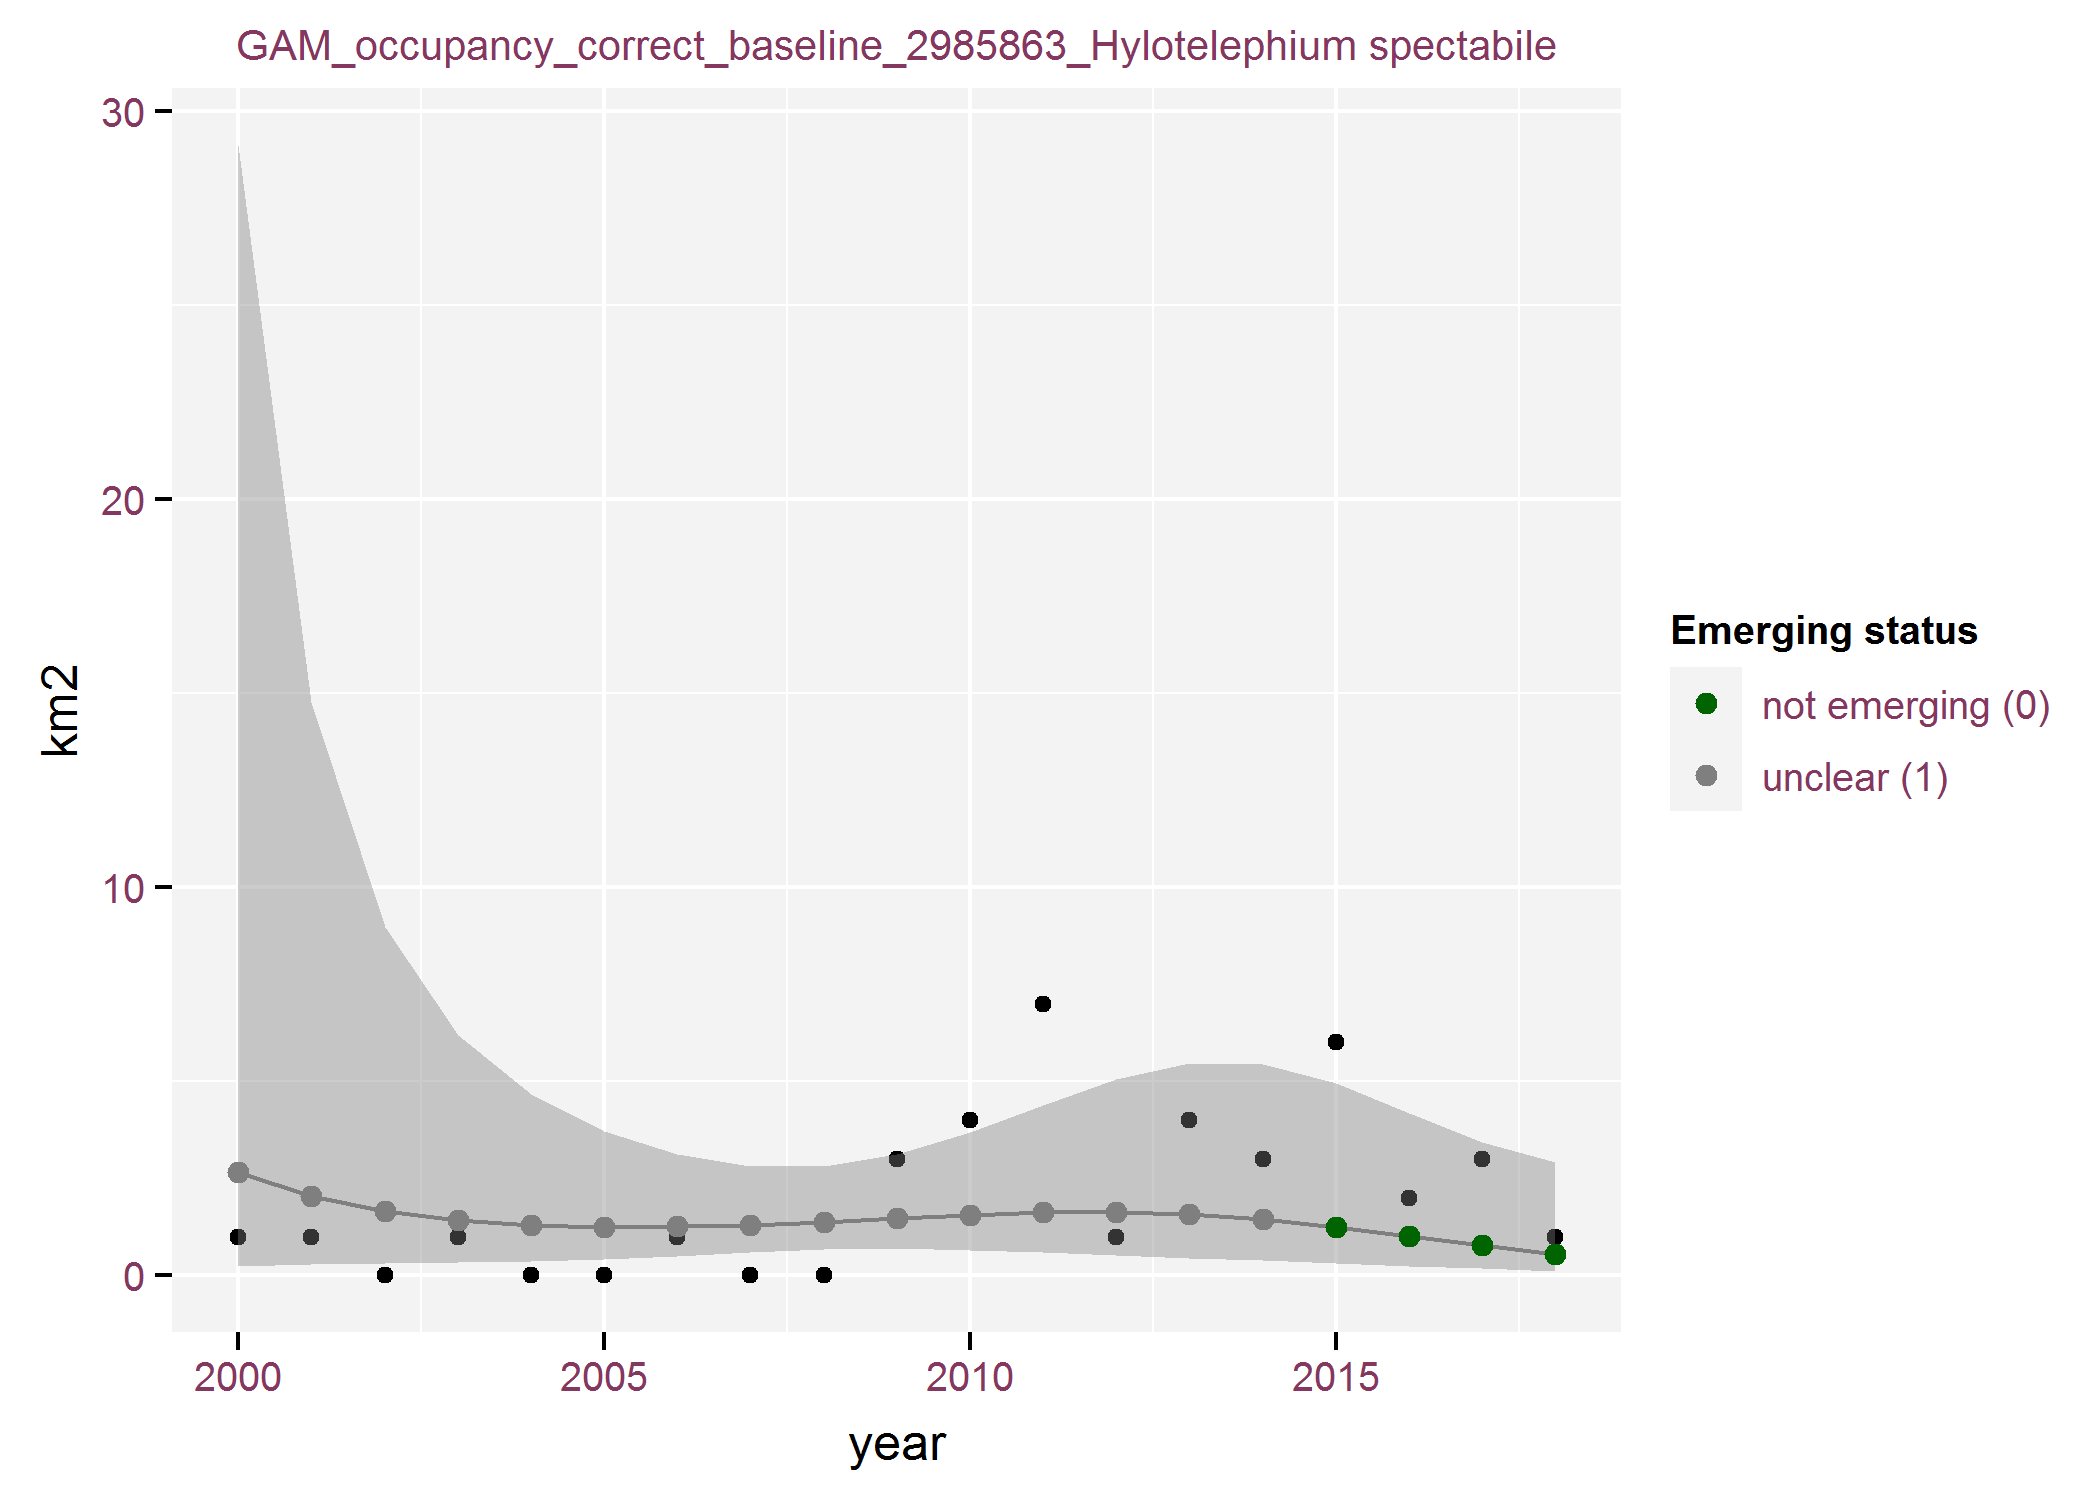 GAM_occupancy_correct_baseline_2985863_Hylotelephium spectabile
30
20
10
0
km2
2000 2005 2010 2015
year
Emerging status
not emerging (0)
unclear (1)